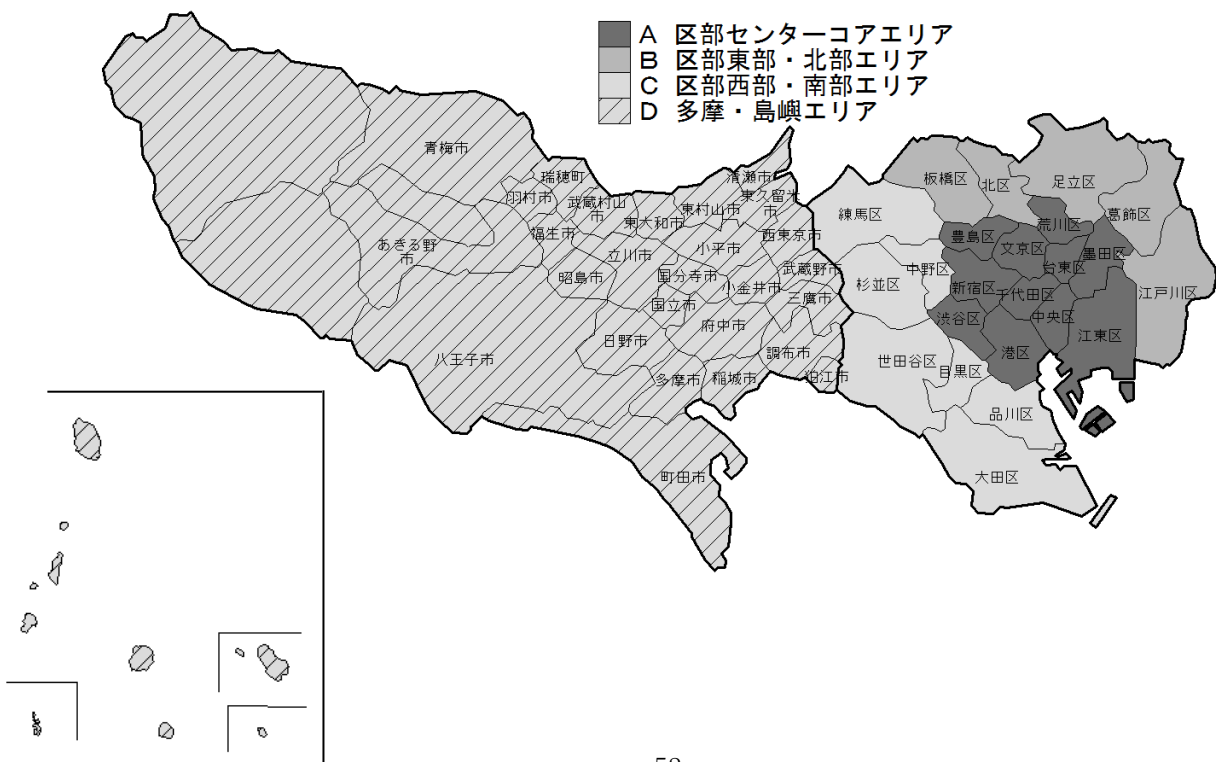 A 区部センターコアエリア
B 区部東部・北部エリア
C 区部西部・南部エリア
D 多摩・島嶼エリア
青梅市
瑞穂町
羽村市
武蔵村山
市
福生市
東大和市
東村山市
清瀬市
東久留米
市
あきる野
市
昭島市
立川市
小平市
西東京市
国分寺市
小金井市
武蔵野市
国立市
三鷹市
府中市
日野市
調布市
八王子市
多摩市
稲城市
狛江市
町田市
板橋区
北区
足立区
葛飾区
練馬区
豊島区
文京区
荒川区
台東区
墨田区
杉並区
中野区
新宿区
千代田区
江戸川区
渋谷区
中央区
江東区
世田谷区
目黒区
港区
品川区
大田区